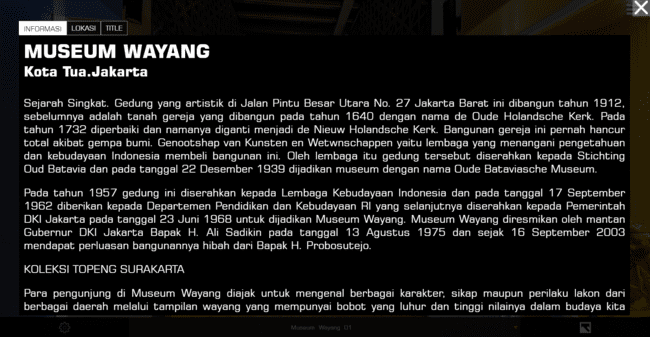 INFORMASI LOKASI TITLE
MUSEUM WAYANG
Kota Tua.Jakarta
Sejarah Singkat. Gedung yang artistik di Jalan Pintu Besar Utara No. 27 Jakarta Barat ini dibangun tahun 1912,
sebelumnya adalah tanah gereja yang dibangun pada tahun 1640 dengan nama de Oude Holandsche Kerk. Pada
tahun 1732 diperbaiki dan namanya diganti menjadi de Nieuw Holandsche Kerk. Bangunan gereja ini pernah hancur
total akibat gempa bumi. Genootshap van Kunsten en Wetwnschappen yaitu lembaga yang menangani pengetahuan
dan kebudayaan Indonesia membeli bangunan ini. Oleh lembaga itu gedung tersebut diserahkan kepada Stichting
Oud Batavia dan pada tanggal 22 Desember 1939 dijadikan museum dengan nama Oude Bataviasche Museum.
Pada tahun 1957 gedung ini diserahkan kepada Lembaga Kebudayaan Indonesia dan pada tanggal 17 September
1962 diberikan kepada Departemen Pendidikan dan Kebudayaan RI yang selanjutnya diserahkan kepada Pemerintah
DKI Jakarta pada tanggal 23 Juni 1968 untuk dijadikan Museum Wayang. Museum Wayang diresmikan oleh mantan
Gubernur DKI Jakarta Bapak H. Ali Sadikin pada tanggal 13 Agustus 1975 dan sejak 16 September 2003
mendapat perluasan bangunannya hibah dari Bapak H. Probosutejo.
KOLEKSI TOPENG SURAKARTA
Para pengunjung di Museum Wayang diajak untuk mengenal berbagai karakter, sikap maupun perilaku lakon dari
berbagai daerah melalui tampilan wayang yang mempunyai bobot yang luhur dan tinggi nilainya dalam budaya kita
Museum Wayang 01